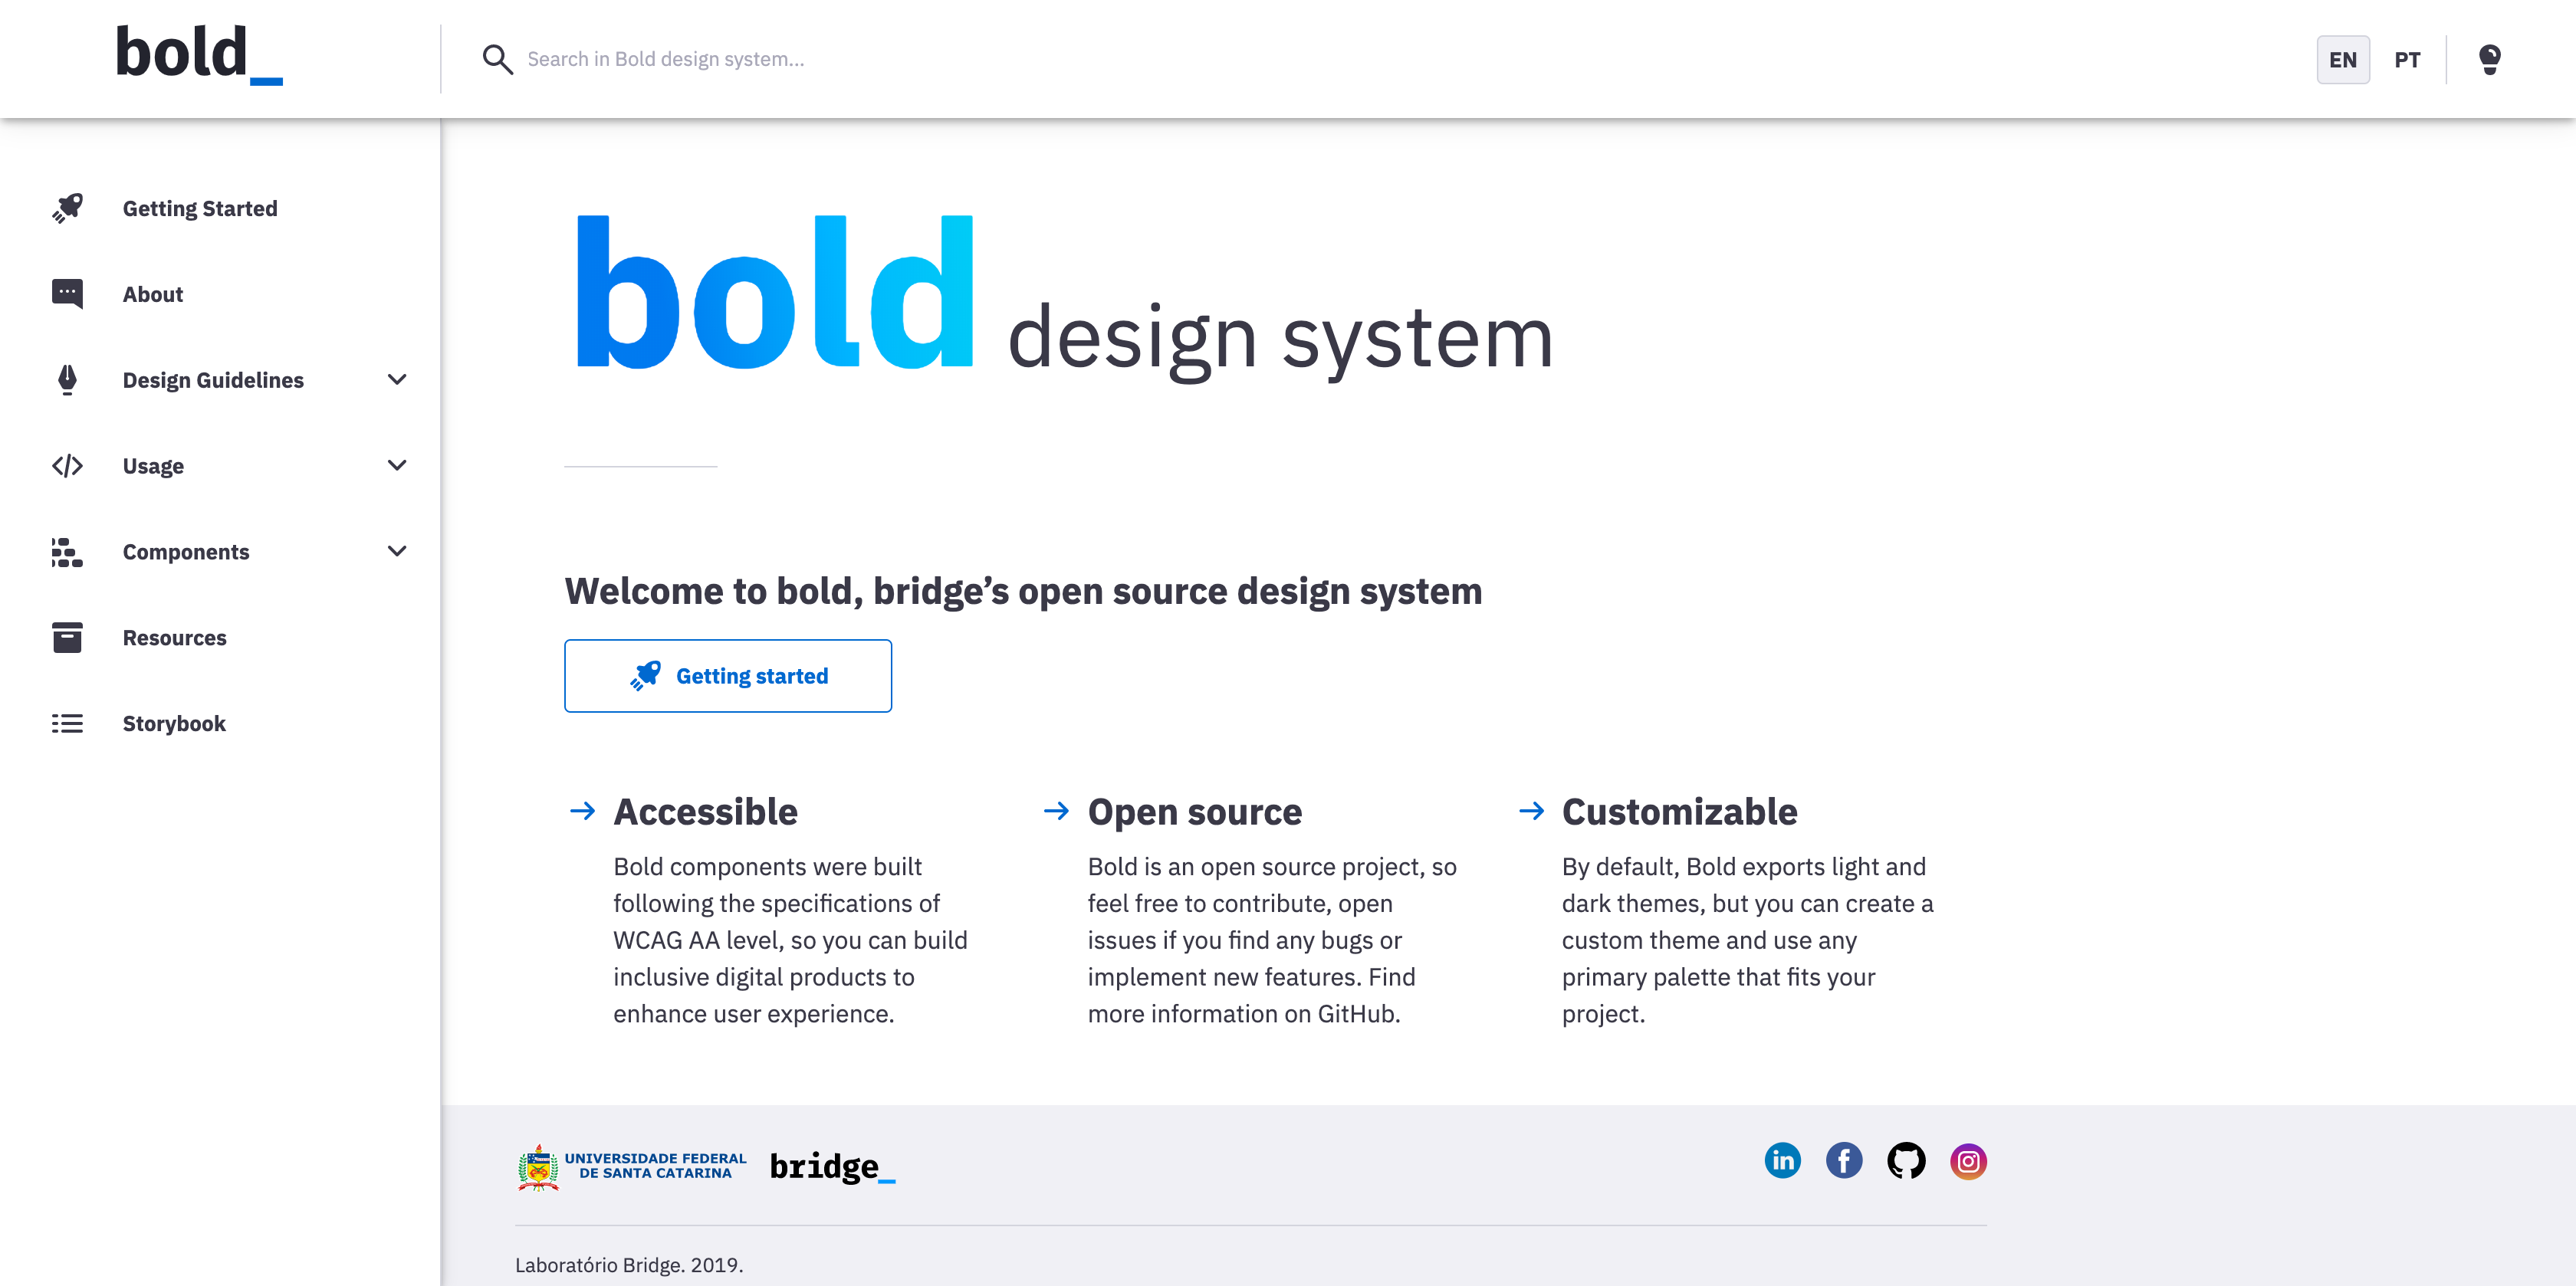 bold_
Search in Bold design system...
EN
PT
Getting Started
About
Design Guidelines
Usage
Components
Resources
Storybook
bold design system
Welcome to bold, bridge’s open source design system
Getting started
Accessible
Bold components were built
following the specifications of
WCAG AA level, so you can build
inclusive digital products to
enhance user experience.
Open source
Bold is an open source project, so
feel free to contribute, open
issues if you find any bugs or
implement new features. Find
more information on GitHub.
Customizable
By default, Bold exports light and
dark themes, but you can create a
custom theme and use any
primary palette that fits your
project.
UNIVERSIDADE FEDERAL
DE SANTA CATARINA
bridge_
in
f
Laboratório Bridge. 2019.